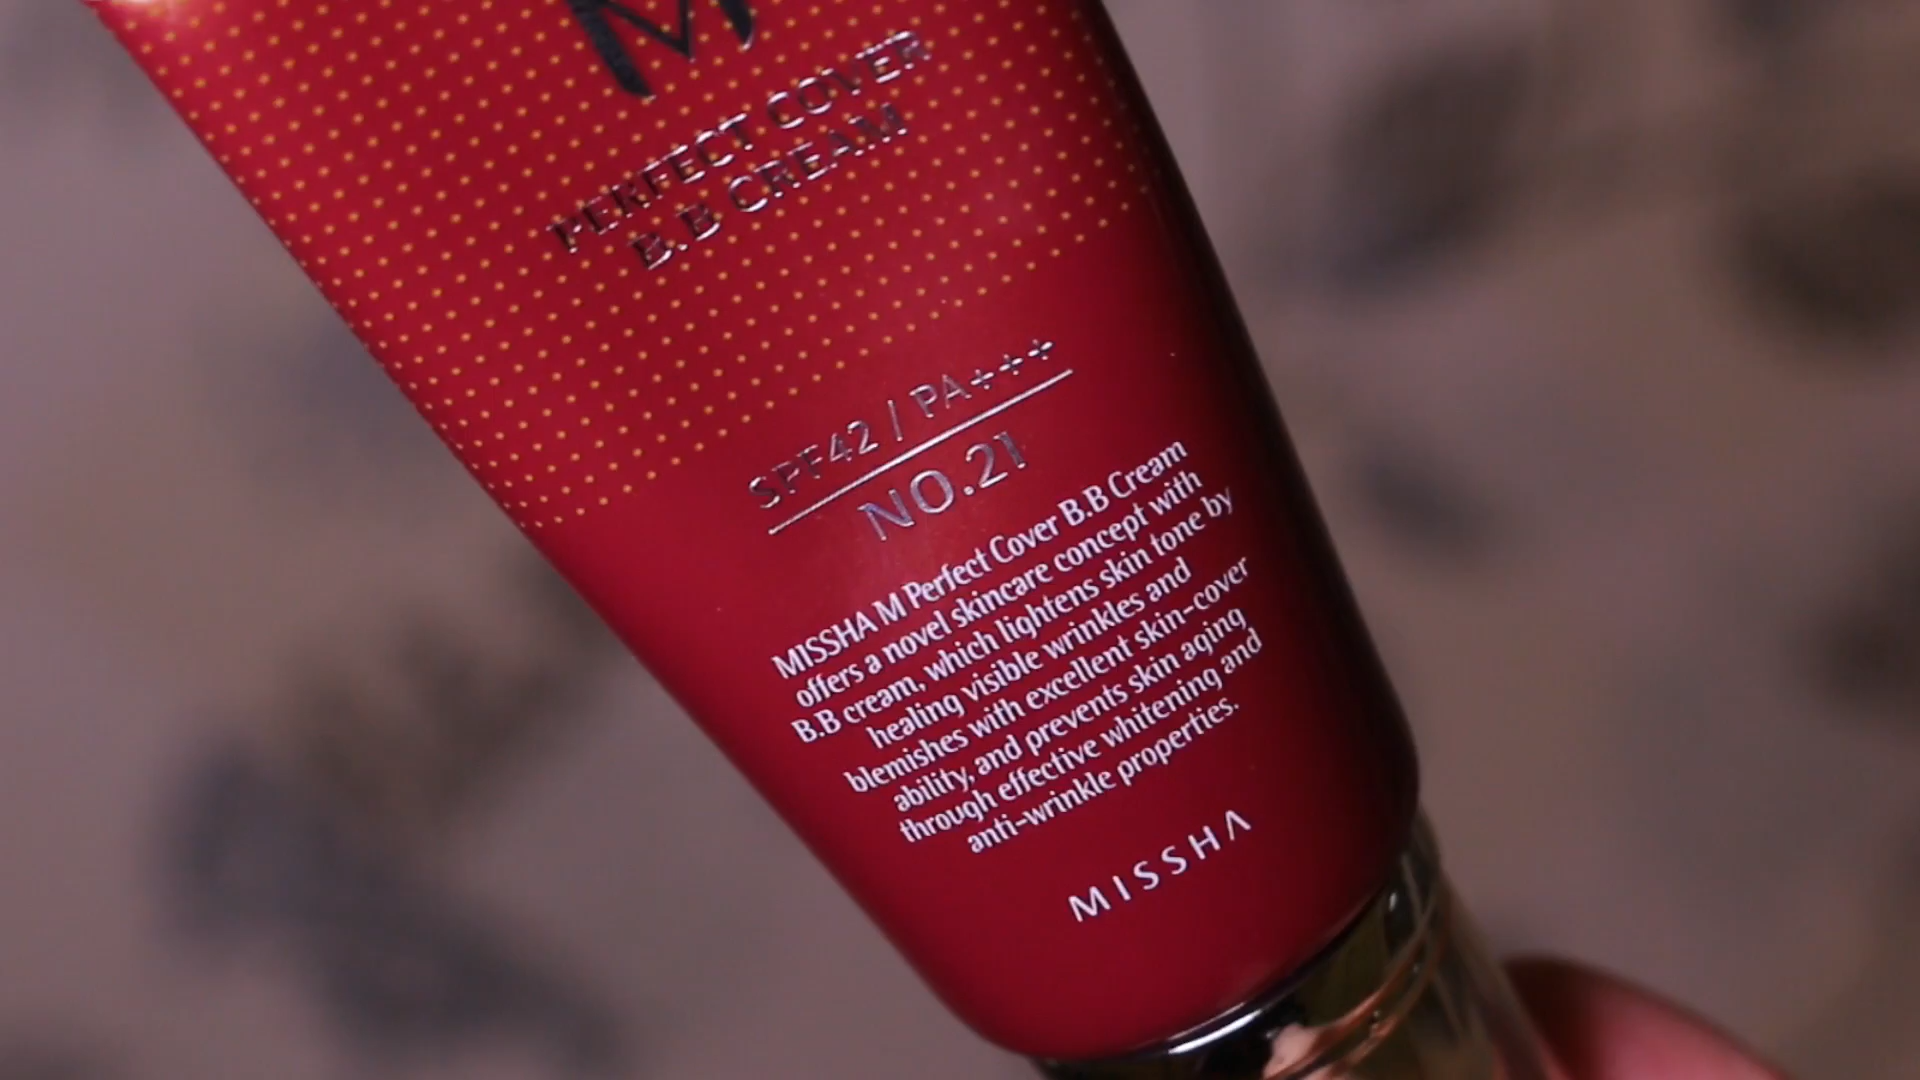 M
PERFECT COVER
B.B CREAM
SPF42 / PA+++
NO.21
MISSHA M Perfect Cover B.B Cream
offers a novel skincare concept with
B.B cream, which lightens skin tone by
healing visible wrinkles and
blemishes with excellent skin-cover
ability, and prevents skin aging
through effective whitening and
anti-wrinkle properties.
MISSHA